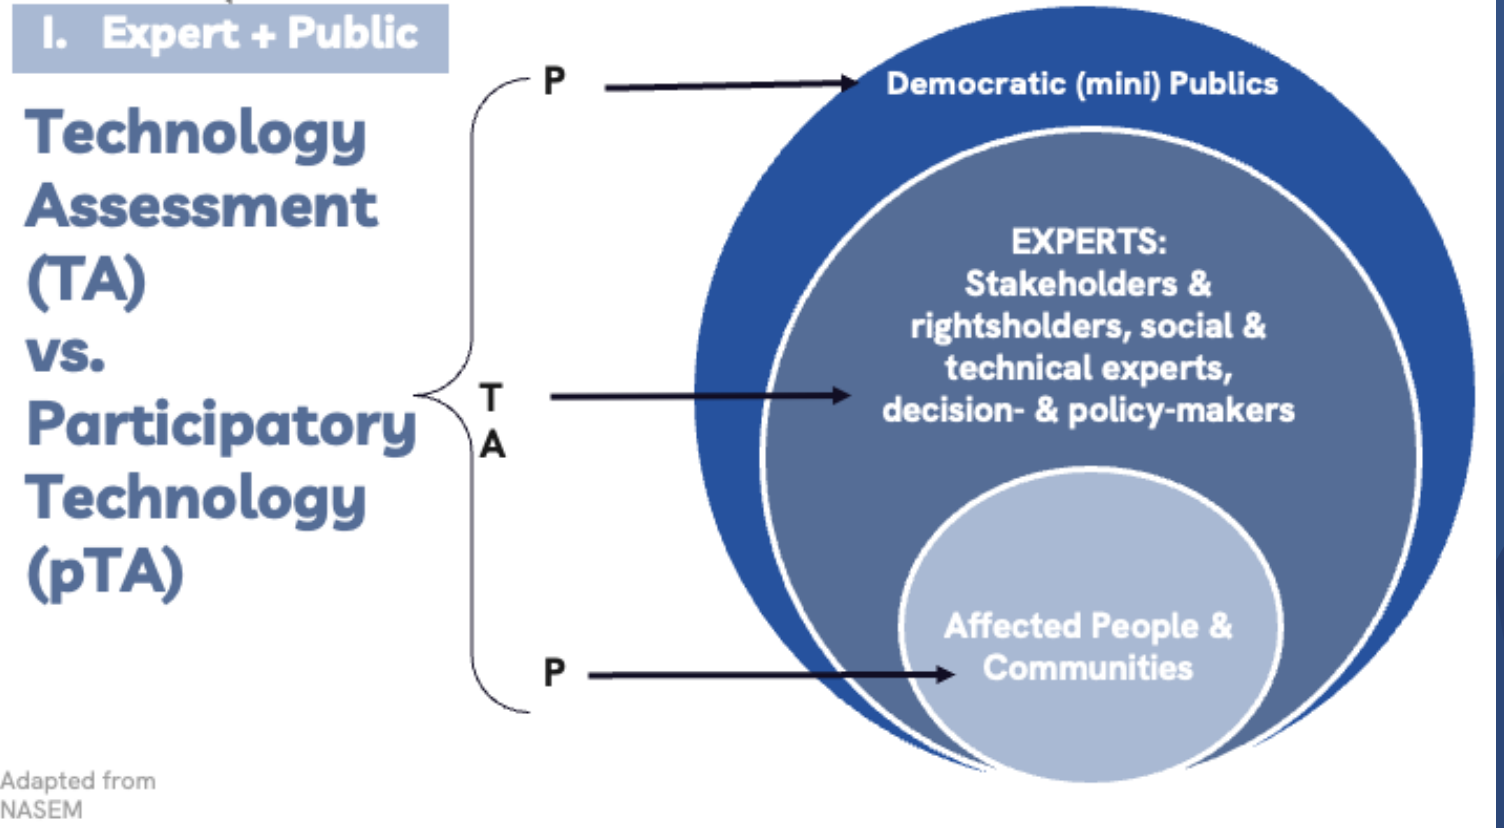 I. Expert + Public
Technology
Assessment
(TA)
vs.
Participatory
Technology
(pTA)
P
T
A
P
Democratic (mini) Publics
EXPERTS:
Stakeholders &
rightsholders, social &
technical experts,
decision- & policy-makers
Affected People &
Communities
Adapted from
NASEM